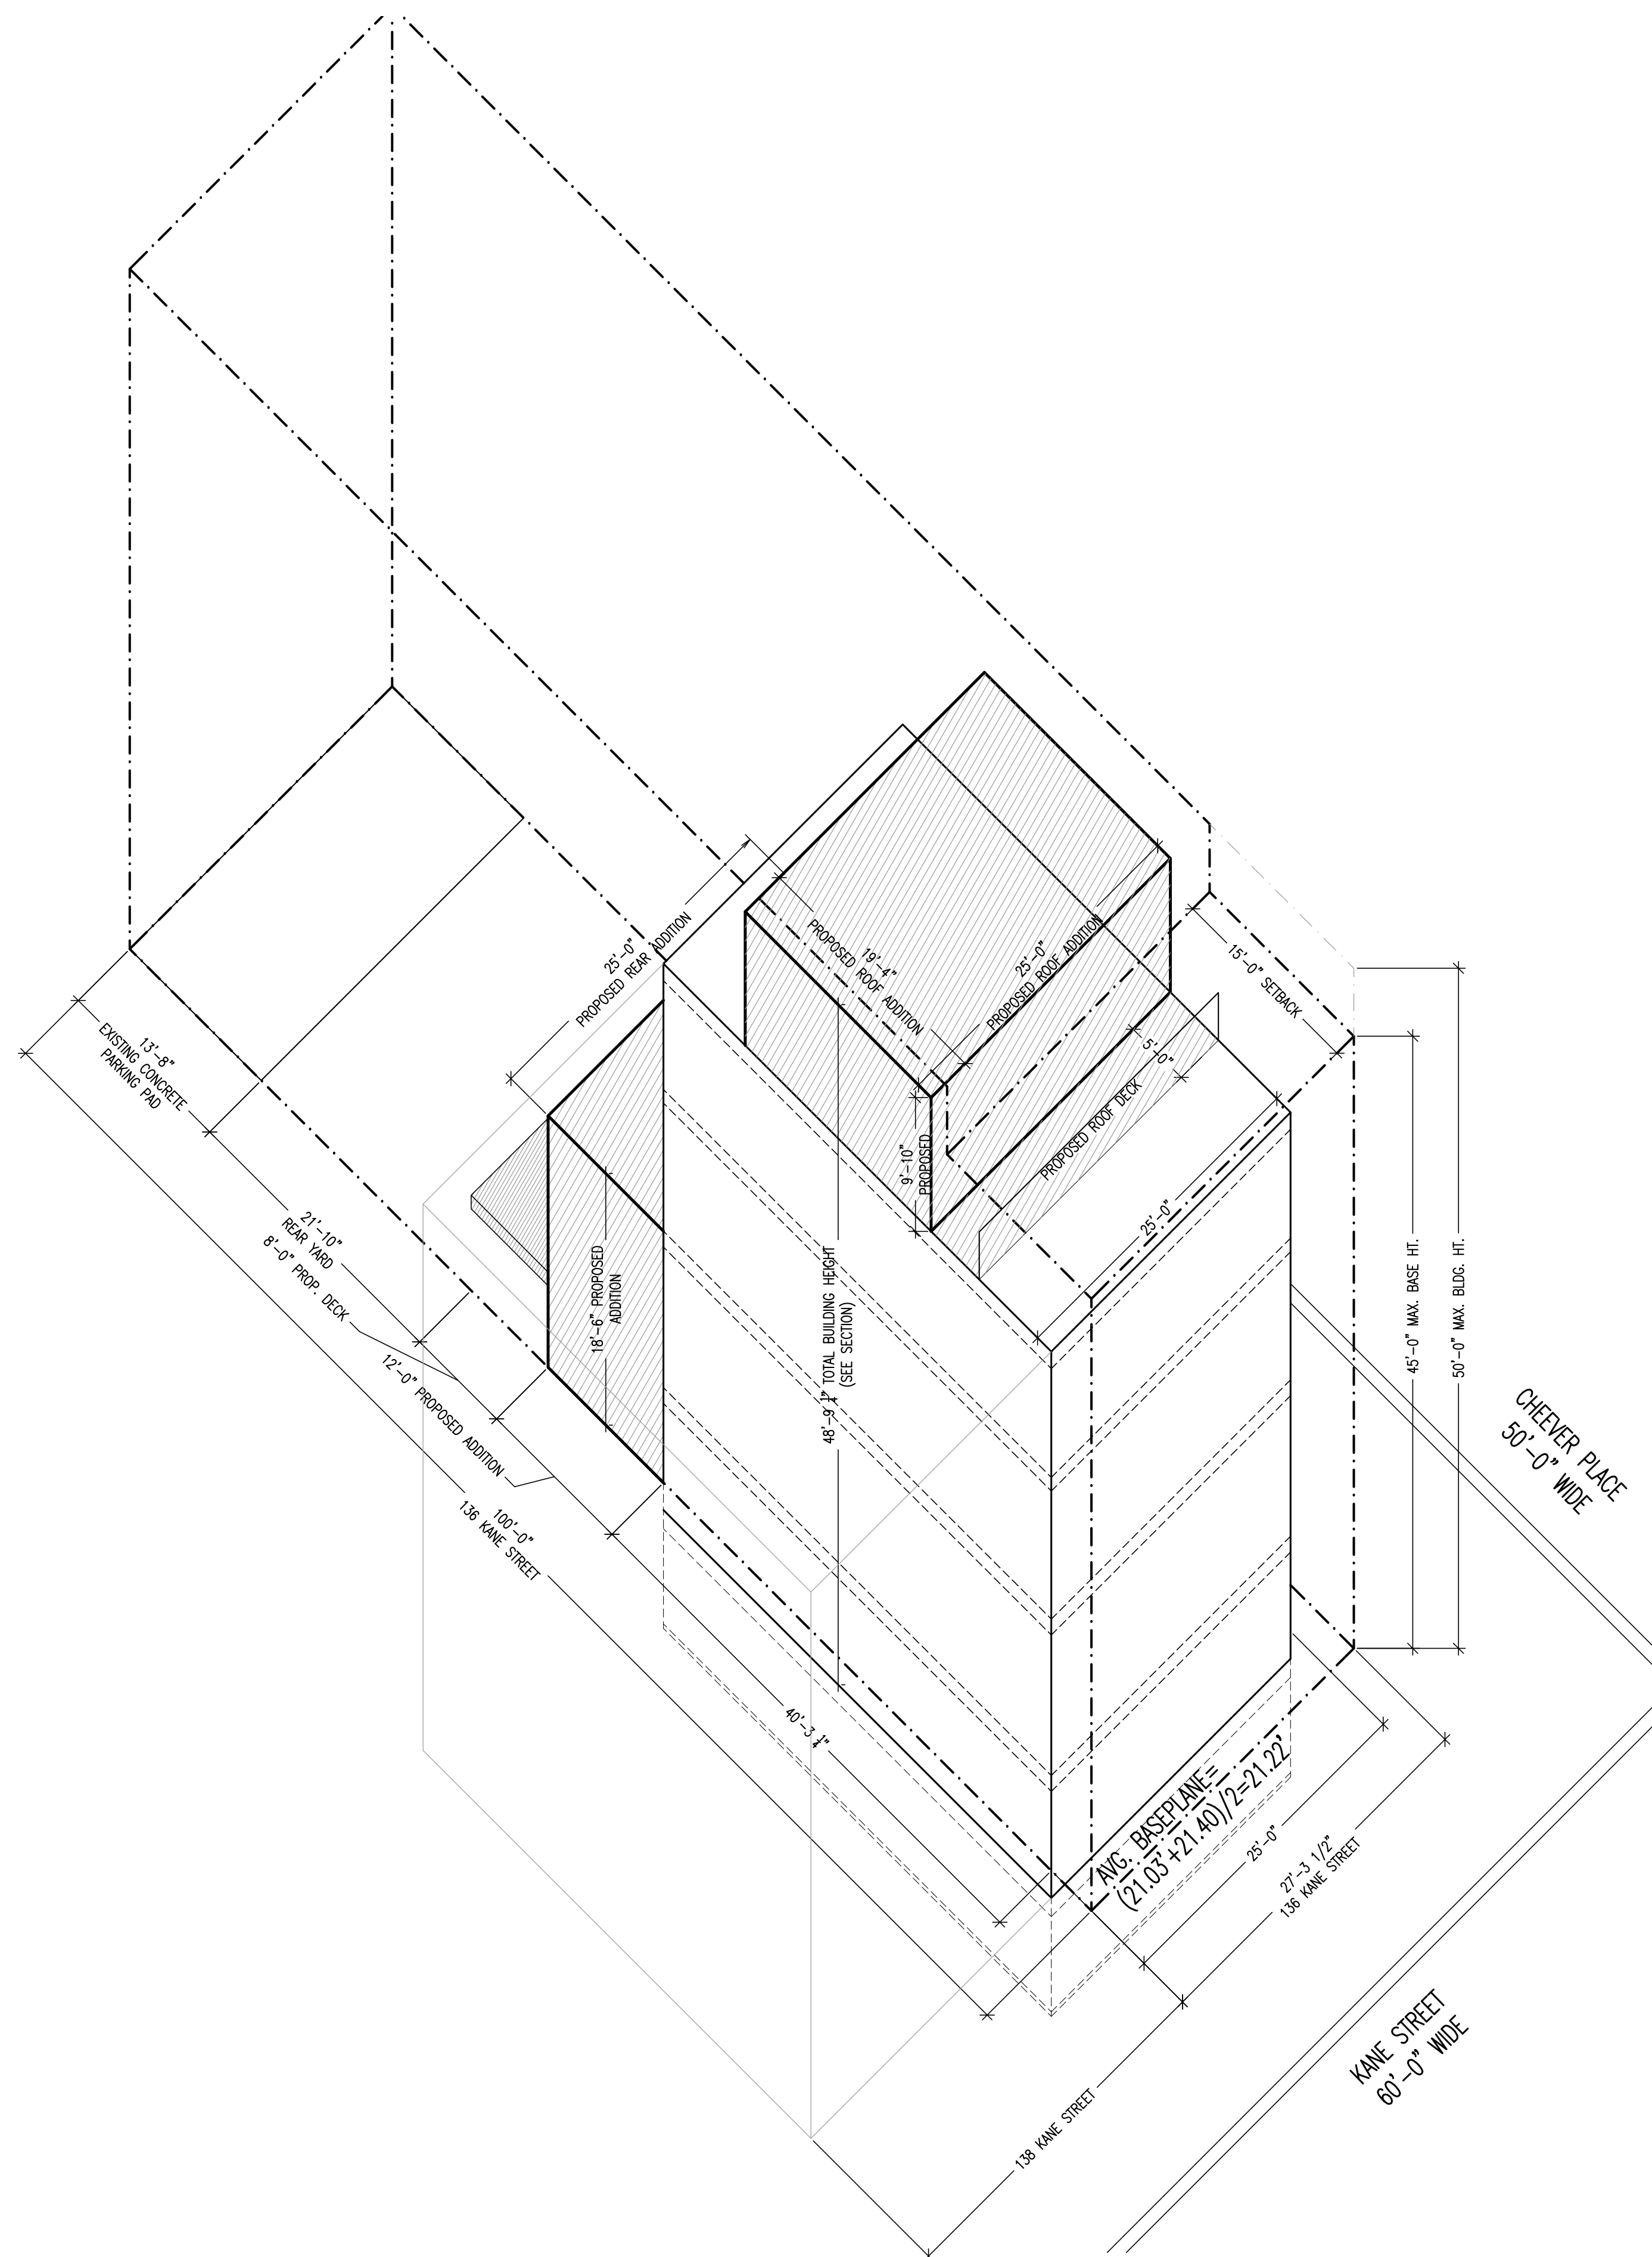 25'-0"
PROPOSED REAR ADDITION
19'-4"
PROPOSED ROOF ADDITION
25'-0"
PROPOSED ROOF ADDITION
15'-0" SETBACK
5'-0"
PROPOSED ROOF DECK
9'-10"
PROPOSED
25'-0"
13'-8"
EXISTING CONCRETE
PARKING PAD
21'-10"
REAR YARD
8'-0" PROP. DECK
12'-0" PROPOSED ADDITION
18'-6" PROPOSED
ADDITION
48'-9 1/4" TOTAL BUILDING HEIGHT
(SEE SECTION)
45'-0" MAX. BASE HT.
50'-0" MAX. BLDG. HT.
CHEEVER PLACE
50'-0" WIDE
100'-0"
136 KANE STREET
40'-3 1/4"
AVG. BASEPLANE=
(21.03'+21.40)/2=21.22'
25'-0"
27'-3 1/2"
136 KANE STREET
138 KANE STREET
KANE STREET
60'-0" WIDE